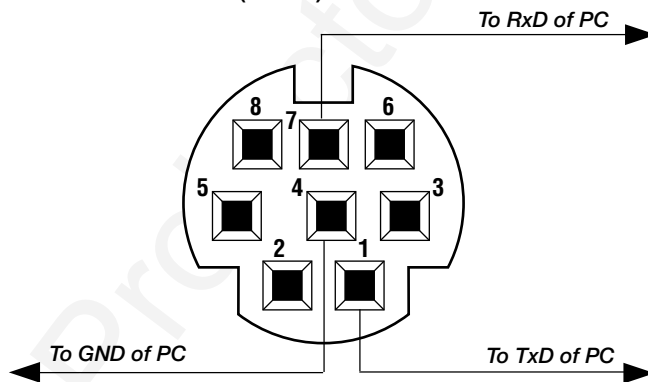 To RxD of PC
8 7 6
5 4 3
2 1
To GND of PC To TxD of PC